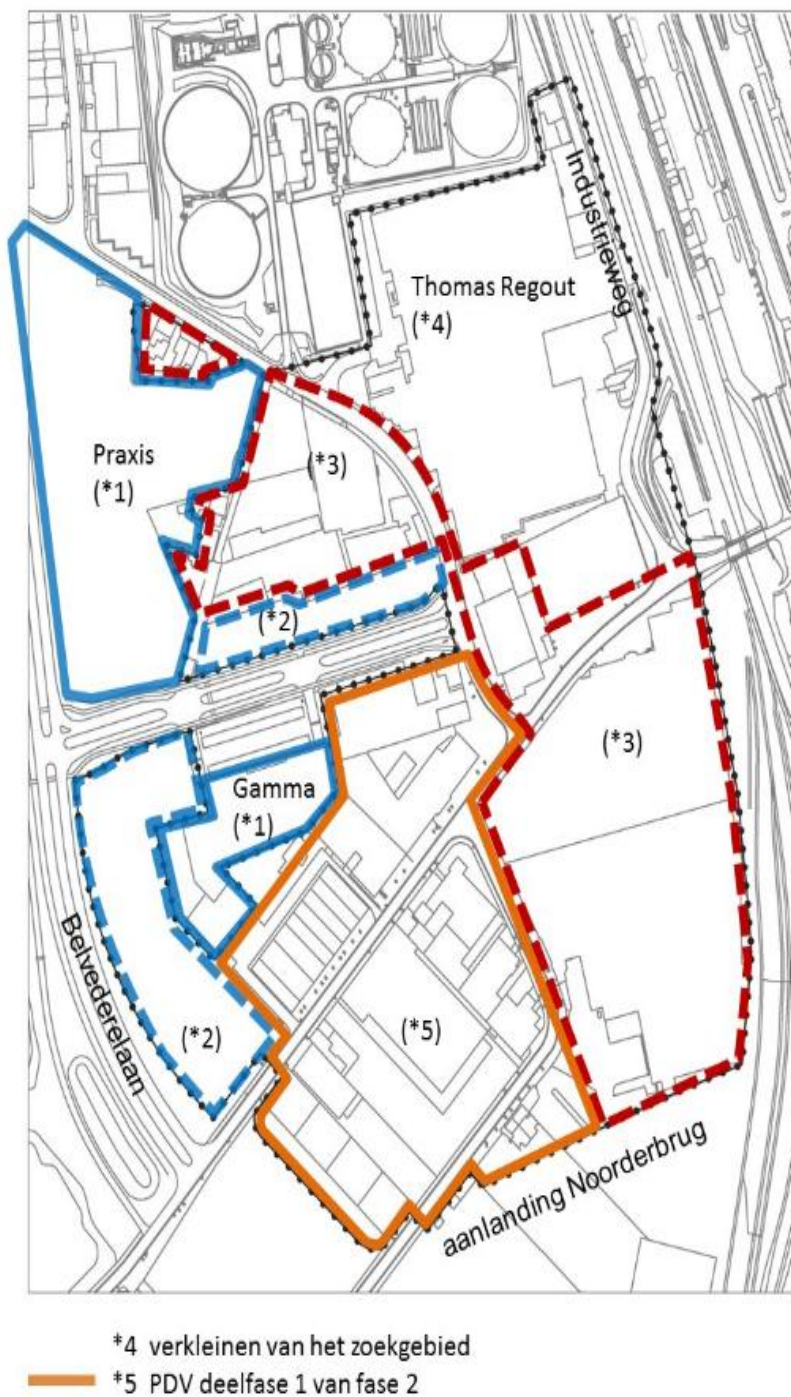 Industrieweg
Thomas Regout
(*4)
Praxis
(*1)
(*3)
(*2)
(*3)
Gamma
(*1)
Belvederelaan
(*2)
(*5)
aanlanding Noorderbrug
*4 verkleinen van het zoekgebied
*5 PDV deelfase 1 van fase 2